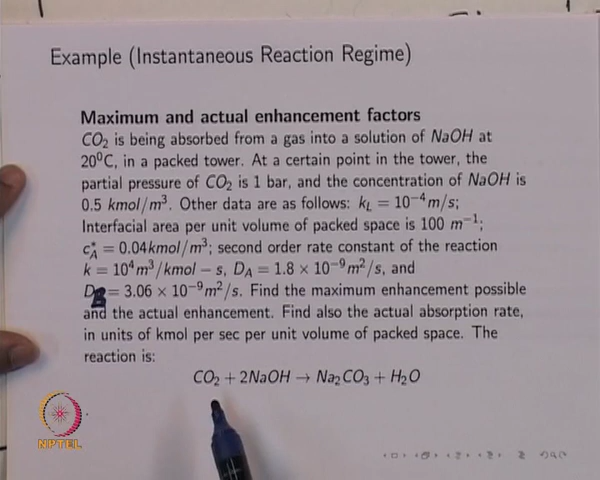 Example (Instantaneous Reaction Regime)
Maximum and actual enhancement factors
CO₂ is being absorbed from a gas into a solution of NaOH at
20⁰C, in a packed tower. At a certain point in the tower, the
partial pressure of CO₂ is 1 bar, and the concentration of NaOH is
0.5 kmol/m³. Other data are as follows: k_L = 10⁻⁴m/s;
Interfacial area per unit volume of packed space is 100 m⁻¹;
c*_A = 0.04kmol/m³; second order rate constant of the reaction
k = 10⁴m³/kmol − s, D_A = 1.8 × 10⁻⁹m²/s, and
D_B = 3.06 × 10⁻⁹m²/s. Find the maximum enhancement possible
and the actual enhancement. Find also the actual absorption rate,
in units of kmol per sec per unit volume of packed space. The
reaction is:
CO₂ + 2NaOH → Na₂CO₃ + H₂O
NPTEL